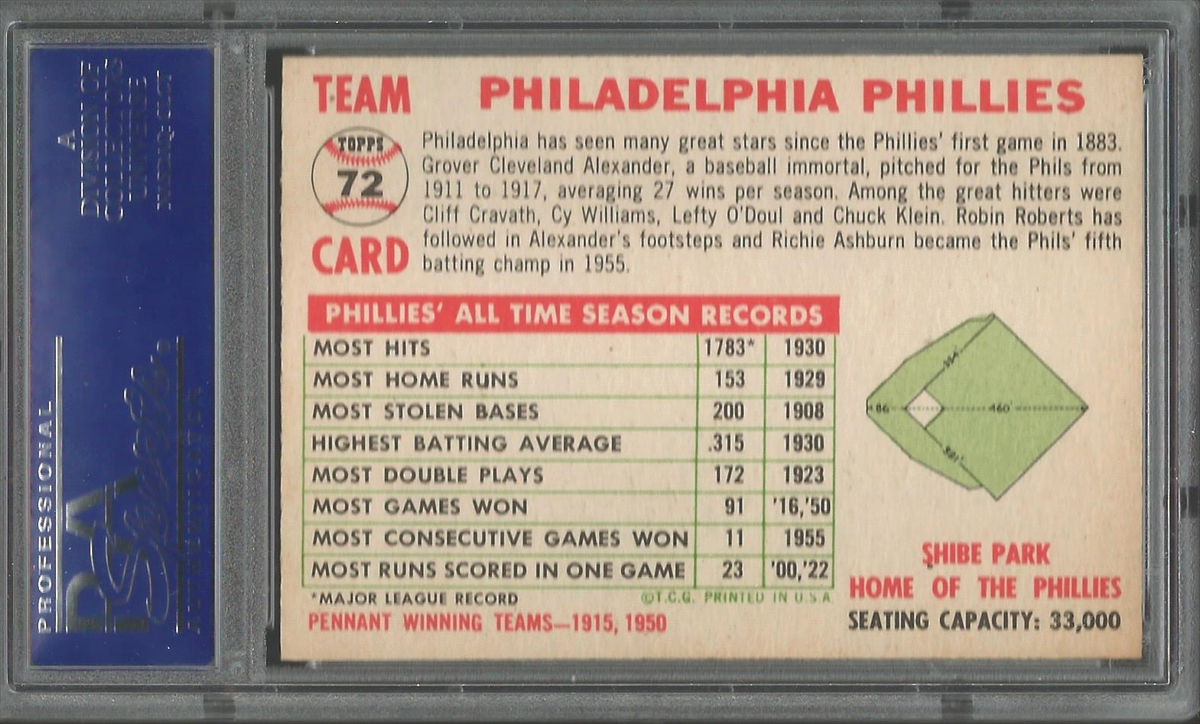 A
DIVISION OF
COLLECTORS
UNIVERSE
NASDAQ: CLCT
PROFESSIONAL
PSA
AUTHENTICATOR
TEAM
PHILADELPHIA PHILLIES
TOPPS
72
CARD
Philadelphia has seen many great stars since the Phillies' first game in 1883.
Grover Cleveland Alexander, a baseball immortal, pitched for the Phils from
1911 to 1917, averaging 27 wins per season. Among the great hitters were
Cliff Cravath, Cy Williams, Lefty O'Doul and Chuck Klein. Robin Roberts has
followed in Alexander's footsteps and Richie Ashburn became the Phils' fifth
batting champ in 1955.
PHILLIES' ALL TIME SEASON RECORDS
MOST HITS 1783* 1930
MOST HOME RUNS 153 1929
MOST STOLEN BASES 200 1908
HIGHEST BATTING AVERAGE .315 1930
MOST DOUBLE PLAYS 172 1923
MOST GAMES WON 91 '16,'50
MOST CONSECUTIVE GAMES WON 11 1955
MOST RUNS SCORED IN ONE GAME 23 '00,'22
*MAJOR LEAGUE RECORD ©T.C.G. PRINTED IN U.S.A.
PENNANT WINNING TEAMS—1915, 1950
86
460
SHIBE PARK
HOME OF THE PHILLIES
SEATING CAPACITY: 33,000